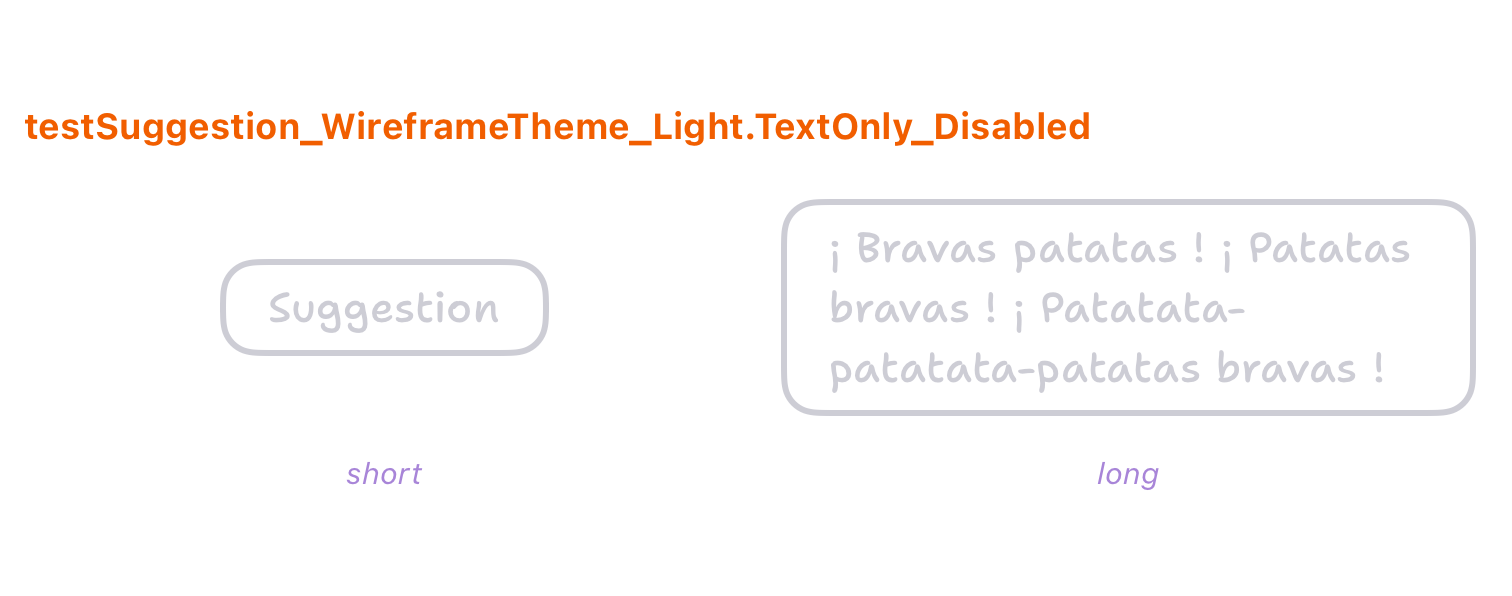 testSuggestion_WireframeTheme_Light.TextOnly_Disabled
Suggestion
¡ Bravas patatas ! ¡ Patatas
bravas ! ¡ Patatata-
patatata-patatas bravas !
short
long